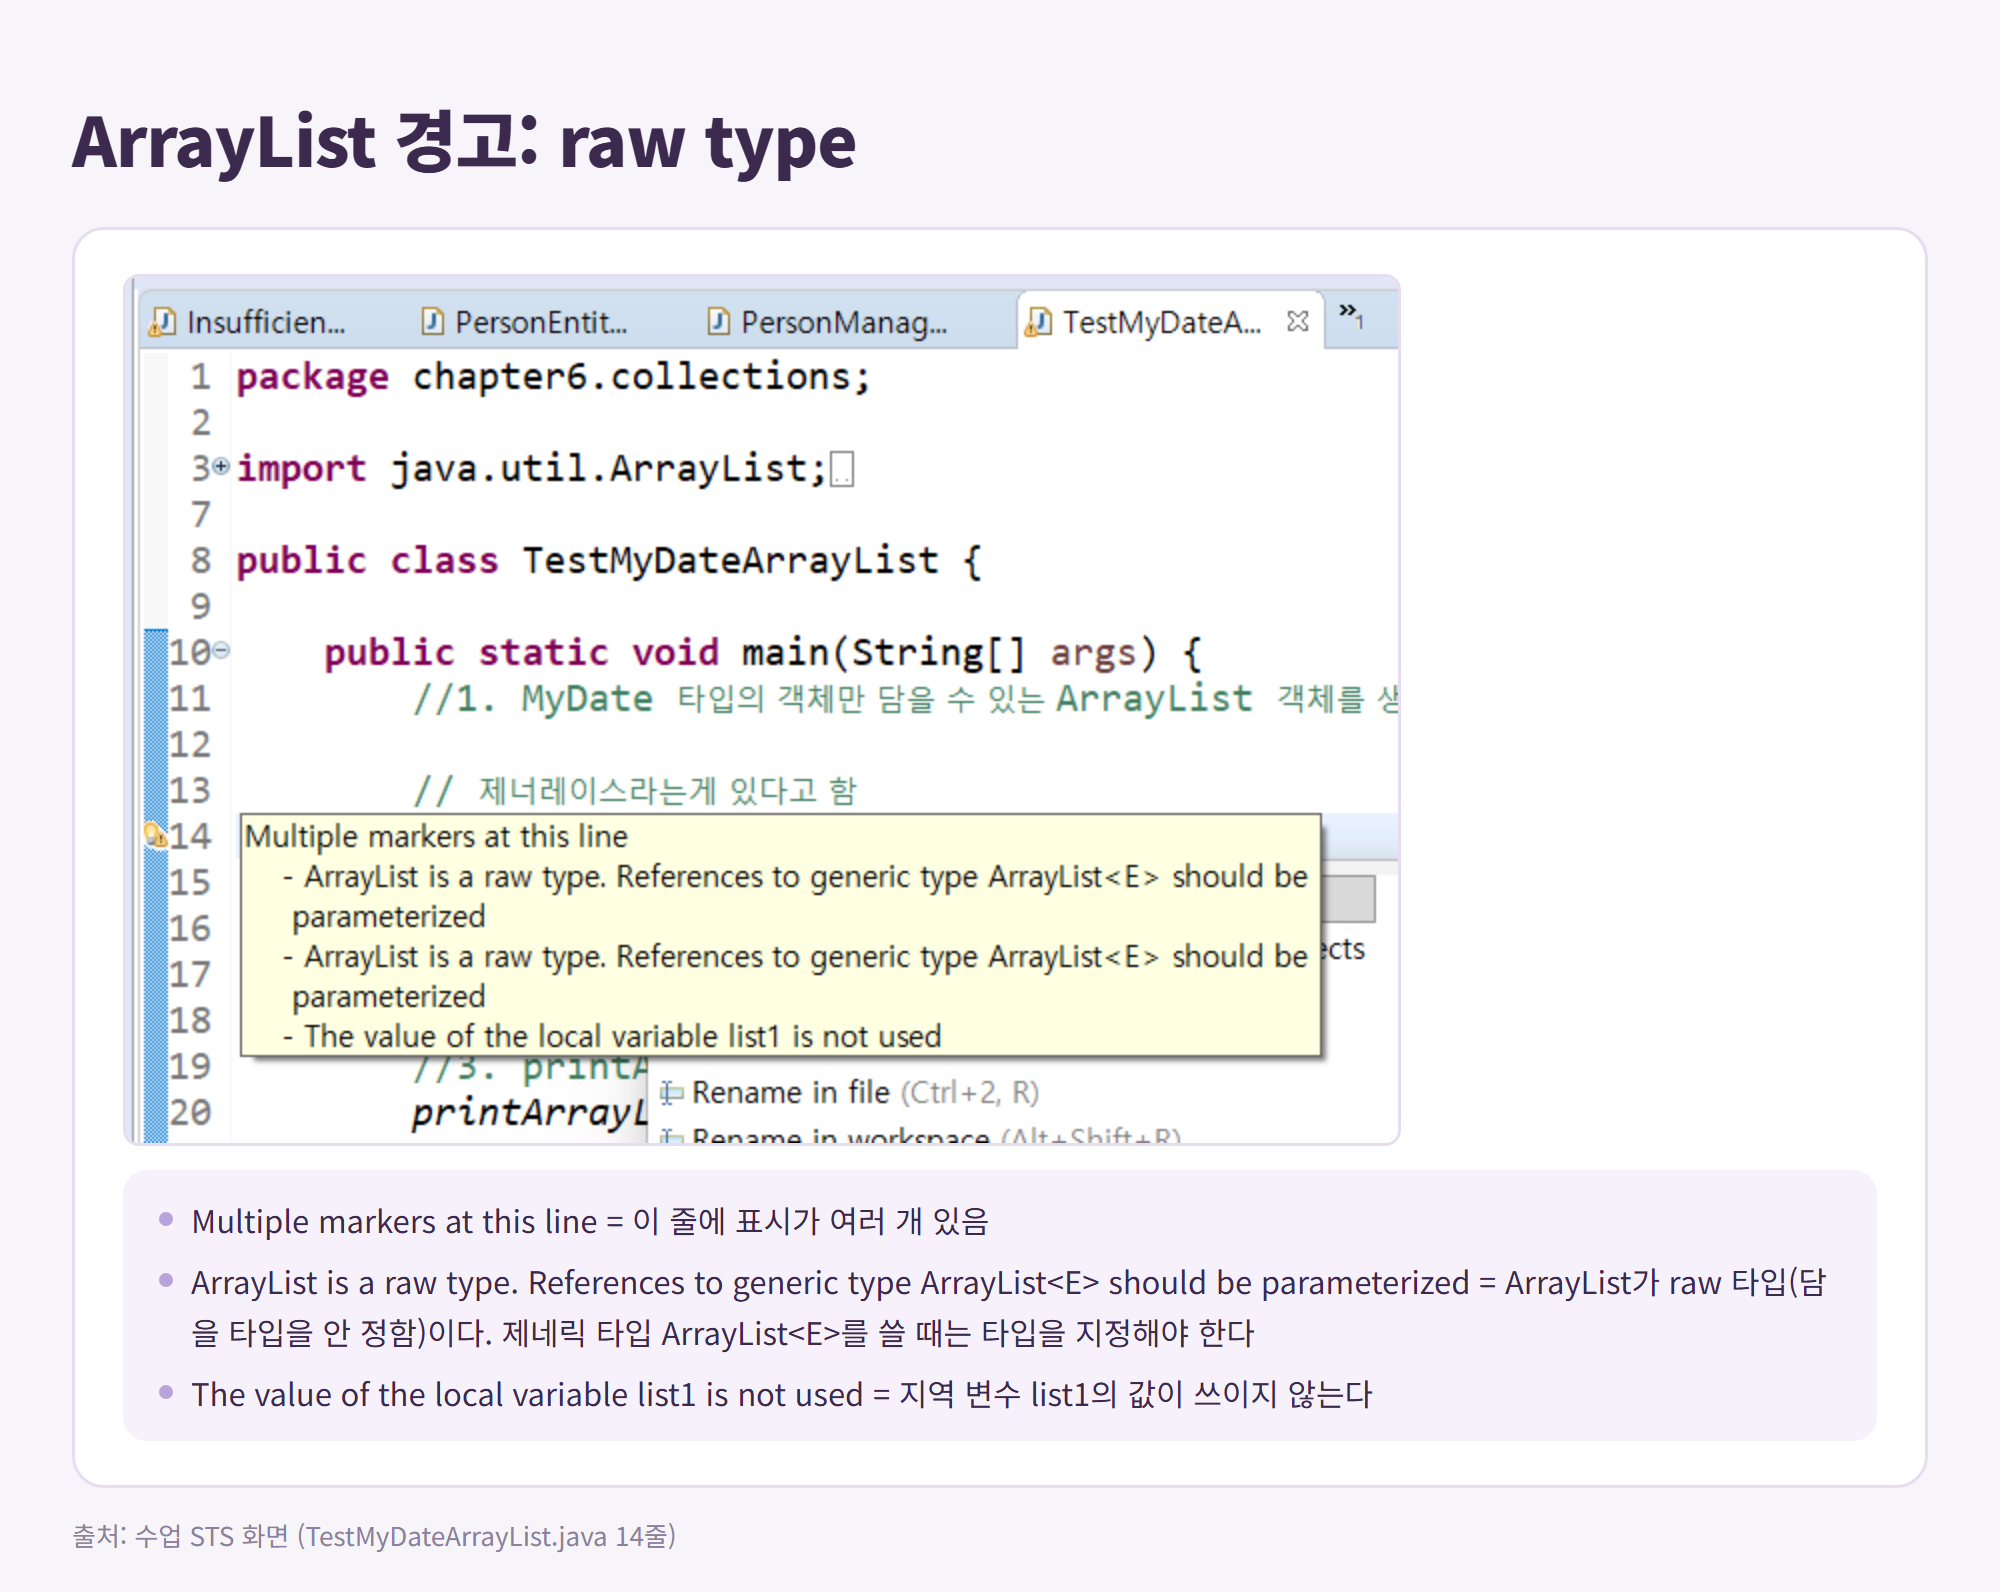 ArrayList 경고: raw type
Insufficien...
PersonEntit...
PersonManag...
TestMyDateA...
»1
1 package chapter6.collections;
2
3 import java.util.ArrayList;
7
8 public class TestMyDateArrayList {
9
10 public static void main(String[] args) {
11 //1. MyDate 타입의 객체만 담을 수 있는 ArrayList 객체를 생
12
13 // 제너레이스라는게 있다고 함
14
Multiple markers at this line
- ArrayList is a raw type. References to generic type ArrayList<E> should be
parameterized
- ArrayList is a raw type. References to generic type ArrayList<E> should be
parameterized
- The value of the local variable list1 is not used
15
16
ects
17
18
19 //3. printA
20 printArrayL
Rename in file (Ctrl+2, R)
Rename in workspace (Alt+Shift+R)
Multiple markers at this line = 이 줄에 표시가 여러 개 있음
ArrayList is a raw type. References to generic type ArrayList<E> should be parameterized = ArrayList가 raw 타입(담
을 타입을 안 정함)이다. 제네릭 타입 ArrayList<E>를 쓸 때는 타입을 지정해야 한다
The value of the local variable list1 is not used = 지역 변수 list1의 값이 쓰이지 않는다
출처: 수업 STS 화면 (TestMyDateArrayList.java 14줄)